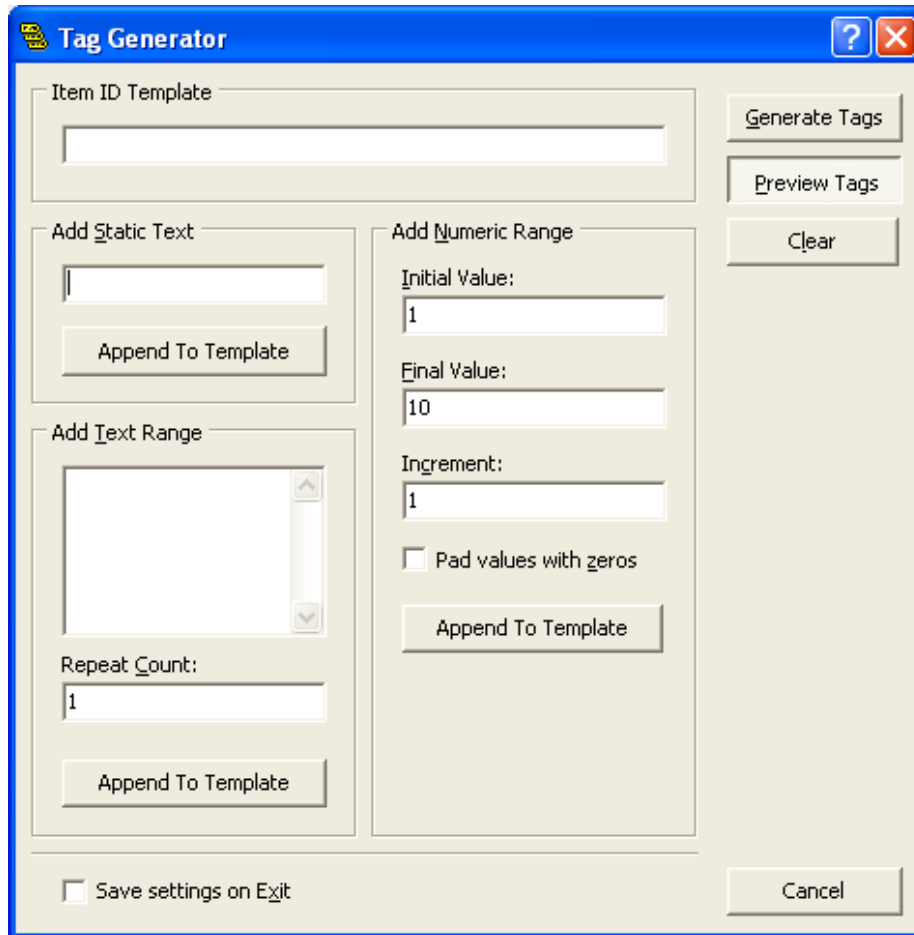 Tag Generator
Item ID Template
Generate Tags
Preview Tags
Clear
Add Static Text
Append To Template
Add Text Range
Repeat Count:
1
Append To Template
Add Numeric Range
Initial Value:
1
Final Value:
10
Increment:
1
Pad values with zeros
Append To Template
Save settings on Exit
Cancel